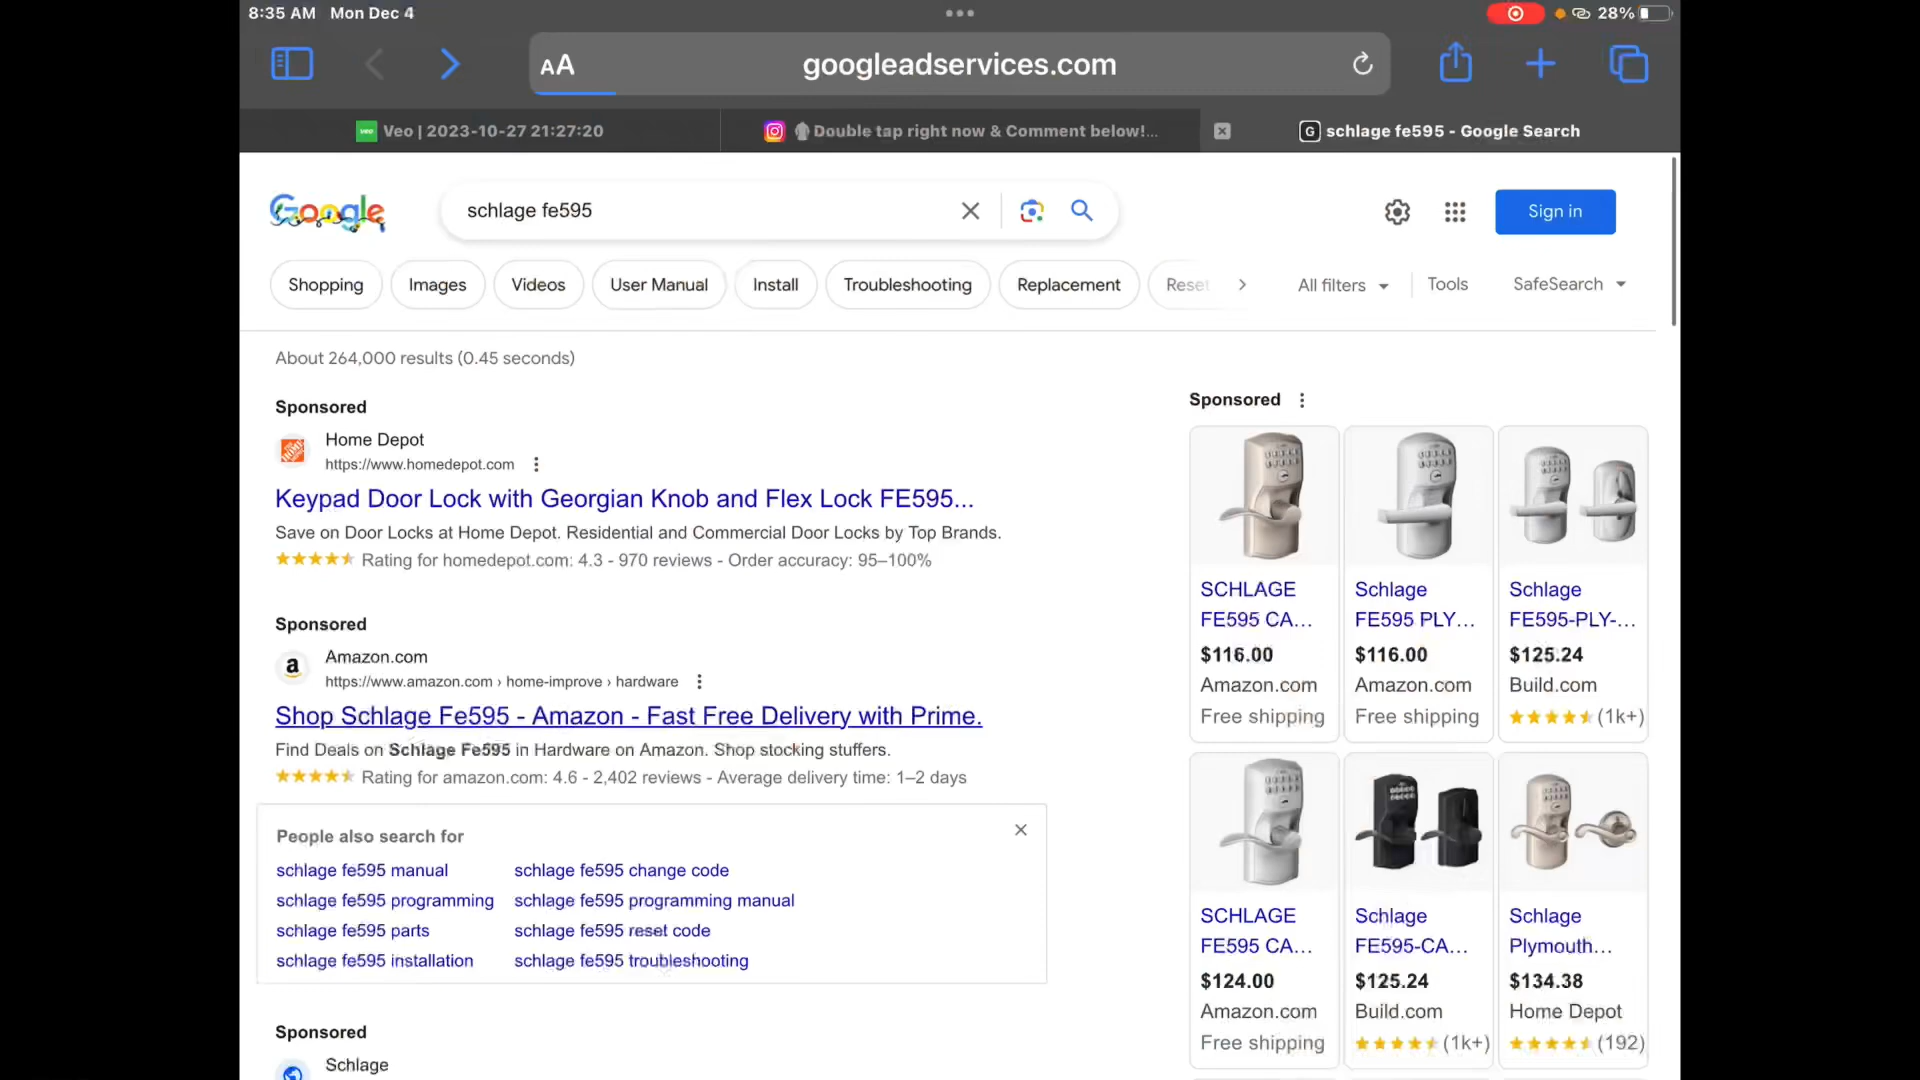 8:35 AM Mon Dec 4
28%
AA googleadservices.com
veo Veo | 2023-10-27 21:27:20
Double tap right now & Comment below!...
G schlage fe595 - Google Search
Google
schlage fe595
Sign in
Shopping Images Videos User Manual Install Troubleshooting Replacement Reset
All filters Tools SafeSearch
About 264,000 results (0.45 seconds)
Sponsored
Home Depot
https://www.homedepot.com
Keypad Door Lock with Georgian Knob and Flex Lock FE595...
Save on Door Locks at Home Depot. Residential and Commercial Door Locks by Top Brands.
Rating for homedepot.com: 4.3 - 970 reviews - Order accuracy: 95–100%
Sponsored
a Amazon.com
https://www.amazon.com › home-improve › hardware
Shop Schlage Fe595 - Amazon - Fast Free Delivery with Prime.
Find Deals on Schlage Fe595 in Hardware on Amazon. Shop stocking stuffers.
Rating for amazon.com: 4.6 - 2,402 reviews - Average delivery time: 1–2 days
People also search for
schlage fe595 manual
schlage fe595 change code
schlage fe595 programming
schlage fe595 programming manual
schlage fe595 parts
schlage fe595 reset code
schlage fe595 installation
schlage fe595 troubleshooting
Sponsored
Schlage
Sponsored
SCHLAGE
FE595 CA...
$116.00
Amazon.com
Free shipping
Schlage
FE595 PLY...
$116.00
Amazon.com
Free shipping
Schlage
FE595-PLY-...
$125.24
Build.com
(1k+)
SCHLAGE
FE595 CA...
$124.00
Amazon.com
Free shipping
Schlage
FE595-CA...
$125.24
Build.com
(1k+)
Schlage
Plymouth...
$134.38
Home Depot
(192)